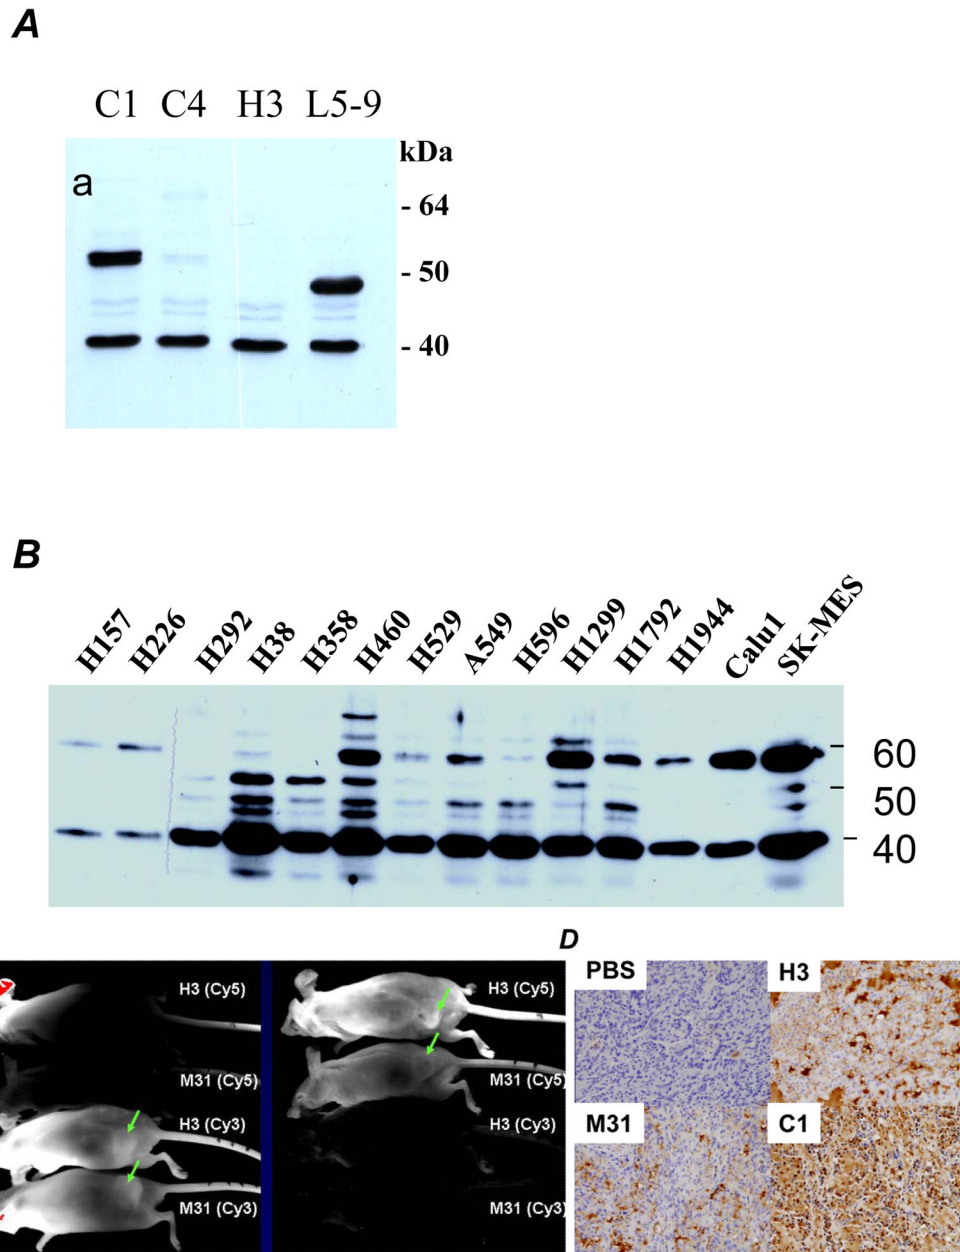 A
C1 C4 H3 L5-9
kDa
a
- 64
- 50
- 40
B
H157 H226 H292 H38 H358 H460 H529 A549 H596 H1299 H1792 H1944 Calu1 SK-MES
60
50
40
D
H3 (Cy5)
M31 (Cy5)
H3 (Cy3)
M31 (Cy3)
H3 (Cy5)
M31 (Cy5)
H3 (Cy3)
M31 (Cy3)
PBS H3
M31 C1